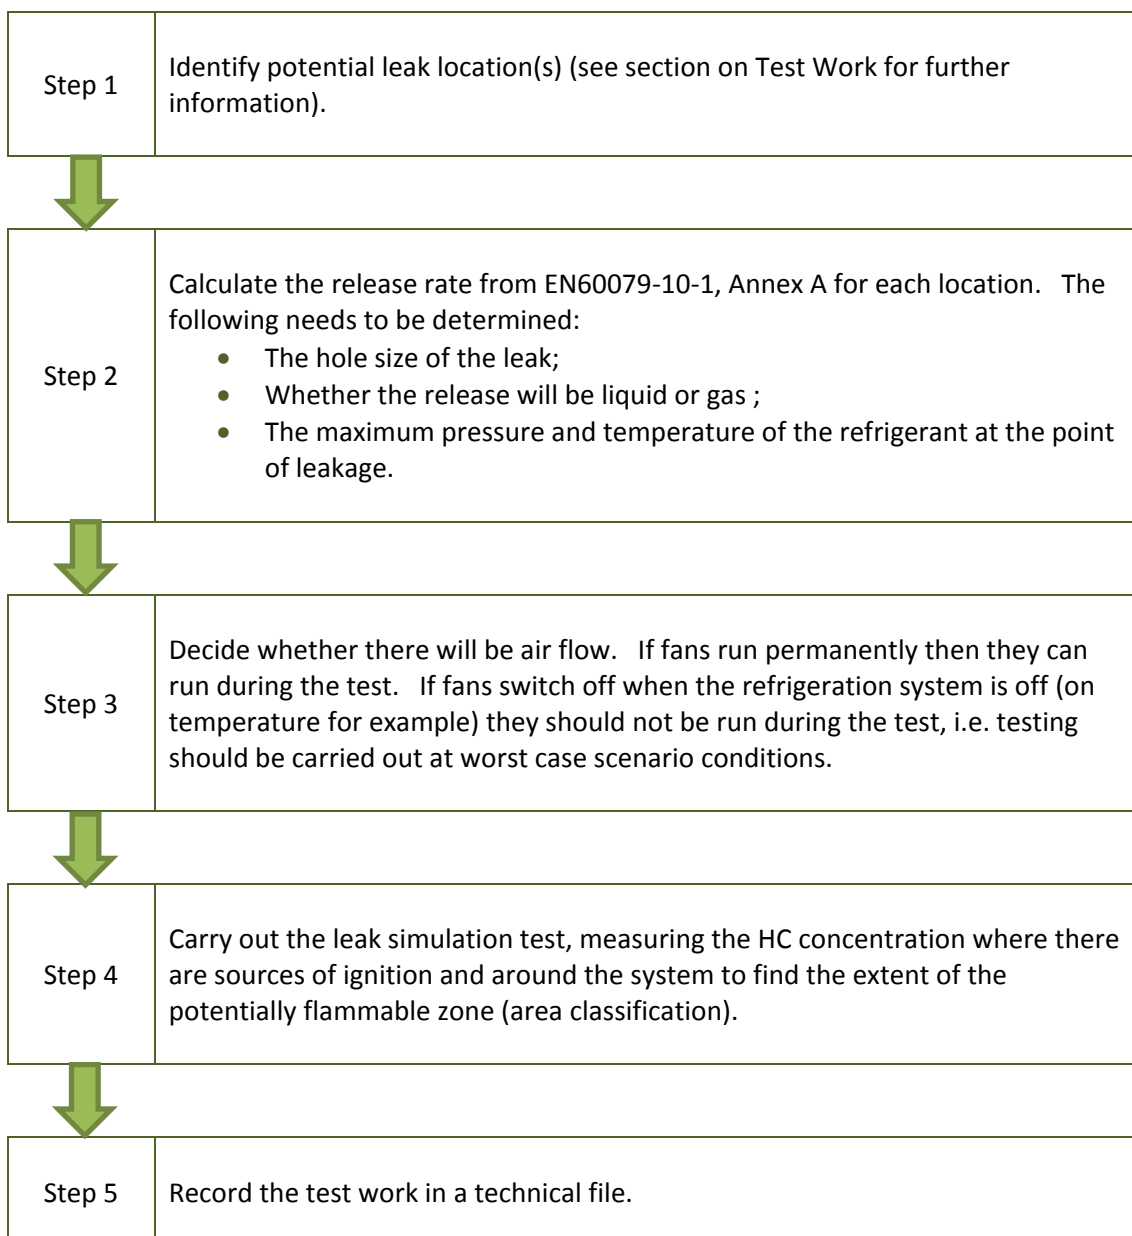 Step 1
Identify potential leak location(s) (see section on Test Work for further
information).
Step 2
Calculate the release rate from EN60079-10-1, Annex A for each location.   The
following needs to be determined:
• The hole size of the leak;
• Whether the release will be liquid or gas ;
• The maximum pressure and temperature of the refrigerant at the point
of leakage.
Step 3
Decide whether there will be air flow.   If fans run permanently then they can
run during the test.   If fans switch off when the refrigeration system is off (on
temperature for example) they should not be run during the test, i.e. testing
should be carried out at worst case scenario conditions.
Step 4
Carry out the leak simulation test, measuring the HC concentration where there
are sources of ignition and around the system to find the extent of the
potentially flammable zone (area classification).
Step 5
Record the test work in a technical file.